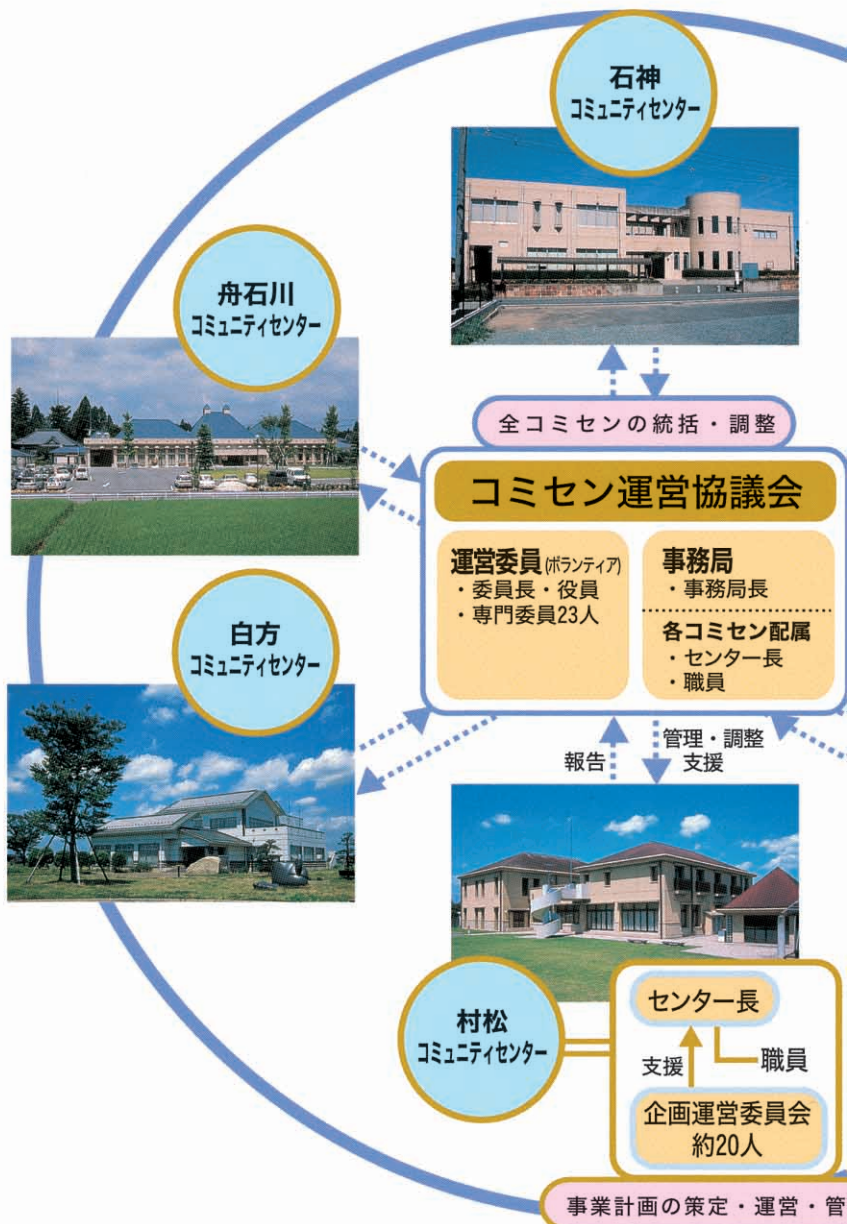 石神
コミュニティセンター
舟石川
コミュニティセンター
全コミセンの統括・調整
コミセン運営協議会
運営委員(ボランティア)
・委員長・役員
・専門委員23人
事務局
・事務局長
各コミセン配属
・センター長
・職員
白方
コミュニティセンター
報告
管理・調整
支援
村松
コミュニティセンター
センター長
支援
職員
企画運営委員会
約20人
事業計画の策定・運営・管